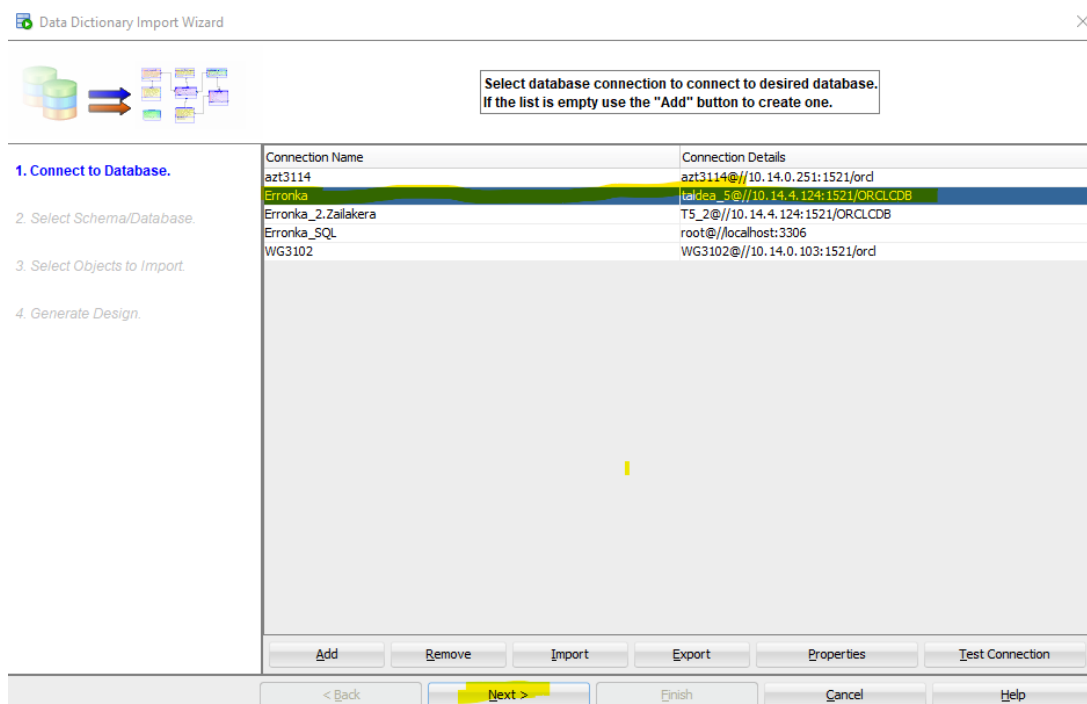 Data Dictionary Import Wizard
Select database connection to connect to desired database.
If the list is empty use the "Add" button to create one.
1. Connect to Database.
2. Select Schema/Database.
3. Select Objects to Import.
4. Generate Design.
Connection Name Connection Details
azt3114 azt3114@//10.14.0.251:1521/orcl
Erronka taldea_5@//10.14.4.124:1521/ORCLCDB
Erronka_2.Zailakera T5_2@//10.14.4.124:1521/ORCLCDB
Erronka_SQL root@//localhost:3306
WG3102 WG3102@//10.14.0.103:1521/orcl
Add Remove Import Export Properties Test Connection
< Back Next > Finish Cancel Help